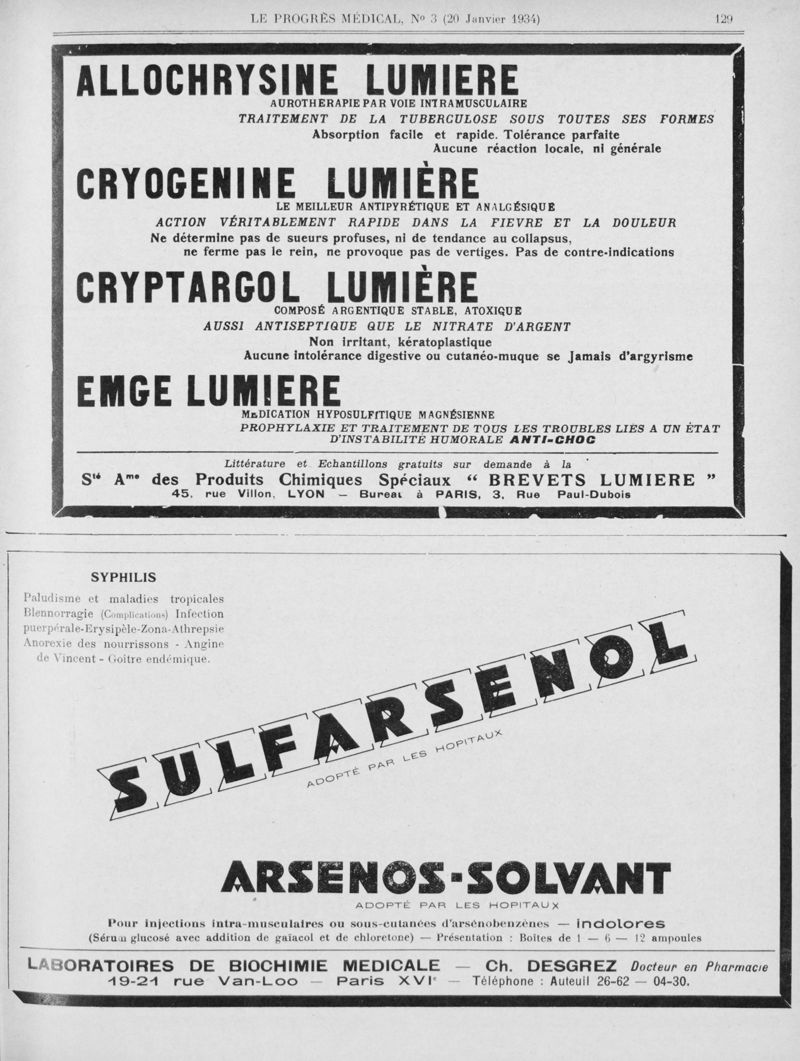 LE PROGRÈS MÉDICAL, Nº 3 (20 Janvier 1934) 129
ALLOCHRYSINE LUMIERE
AUROTHERAPIE PAR VOIE INTRAMUSCULAIRE
TRAITEMENT DE LA TUBERCULOSE SOUS TOUTES SES FORMES
Absorption facile et rapide. Tolérance parfaite
Aucune réaction locale, ni générale
CRYOGENINE LUMIÈRE
LE MEILLEUR ANTIPYRÉTIQUE ET ANALGÉSIQUE
ACTION VÉRITABLEMENT RAPIDE DANS LA FIEVRE ET LA DOULEUR
Ne détermine pas de sueurs profuses, ni de tendance au collapsus,
ne ferme pas le rein, ne provoque pas de vertiges. Pas de contre-indications
CRYPTARGOL LUMIÈRE
COMPOSÉ ARGENTIQUE STABLE, ATOXIQUE
AUSSI ANTISEPTIQUE QUE LE NITRATE D'ARGENT
Non irritant, kératoplastique
Aucune intolérance digestive ou cutanéo-muque se Jamais d'argyrisme
EMGE LUMIERE
MEDICATION HYPOSULFITIQUE MAGNÉSIENNE
PROPHYLAXIE ET TRAITEMENT DE TOUS LES TROUBLES LIES A UN ÉTAT
D'INSTABILITÉ HUMORALE ANTI-CHOC
Littérature et Echantillons gratuits sur demande à la
Sté Ame des Produits Chimiques Spéciaux “ BREVETS LUMIERE ”
45, rue Villon, LYON — Bureau à PARIS, 3, Rue Paul-Dubois
SYPHILIS
Paludisme et maladies tropicales
Blennorragie (Complications) Infection
puerpérale-Erysipèle-Zona-Athrepsie
Anorexie des nourrissons - Angine
de Vincent - Goitre endémique.
SULFARSENOL
ADOPTÉ PAR LES HOPITAUX
ARSENOS-SOLVANT
ADOPTÉ PAR LES HOPITAUX
Pour injections intra-musculaires ou sous-cutanées d'arsénobenzènes — indolores
(Sérum glucosé avec addition de gaïacol et de chloretone) — Présentation : Boîtes de 1 — 6 — 12 ampoules
LABORATOIRES DE BIOCHIMIE MEDICALE — Ch. DESGREZ Docteur en Pharmacie
19-21 rue Van-Loo — Paris XVIe — Téléphone : Auteuil 26-62 — 04-30.